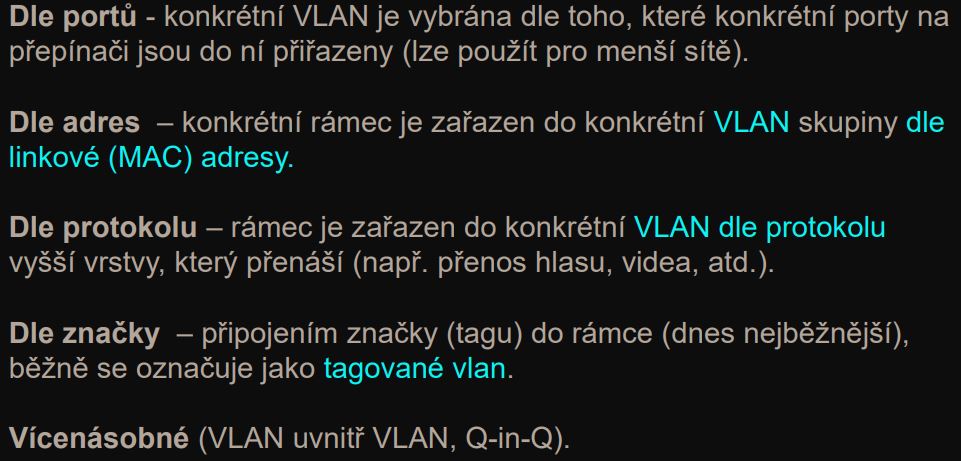 Dle portů - konkrétní VLAN je vybrána dle toho, které konkrétní porty na
přepínači jsou do ní přiřazeny (lze použít pro menší sítě).
Dle adres – konkrétní rámec je zařazen do konkrétní VLAN skupiny dle
linkové (MAC) adresy.
Dle protokolu – rámec je zařazen do konkrétní VLAN dle protokolu
vyšší vrstvy, který přenáší (např. přenos hlasu, videa, atd.).
Dle značky – připojením značky (tagu) do rámce (dnes nejběžnější),
běžně se označuje jako tagované vlan.
Vícenásobné (VLAN uvnitř VLAN, Q-in-Q).